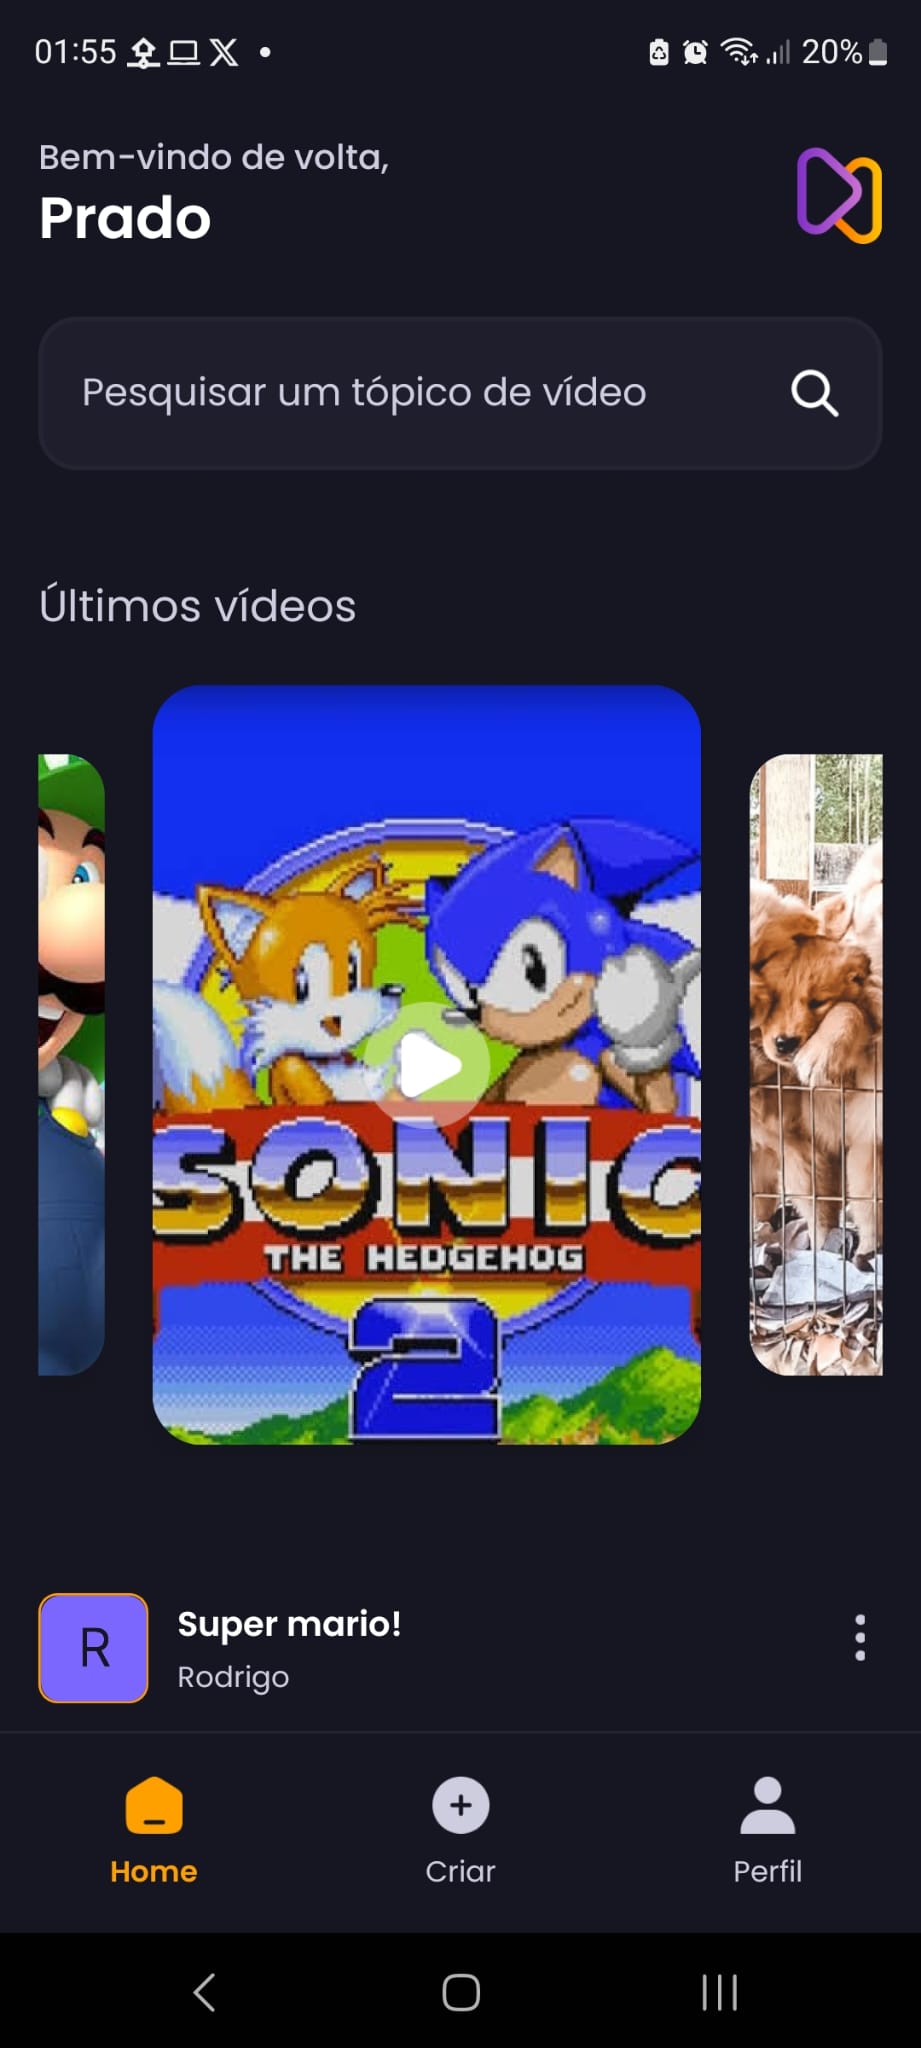 01:55
20%
Bem-vindo de volta,
Prado
Pesquisar um tópico de vídeo
Últimos vídeos
SONIC
THE HEDGEHOG
2
R
Super mario!
Rodrigo
Home
Criar
Perfil